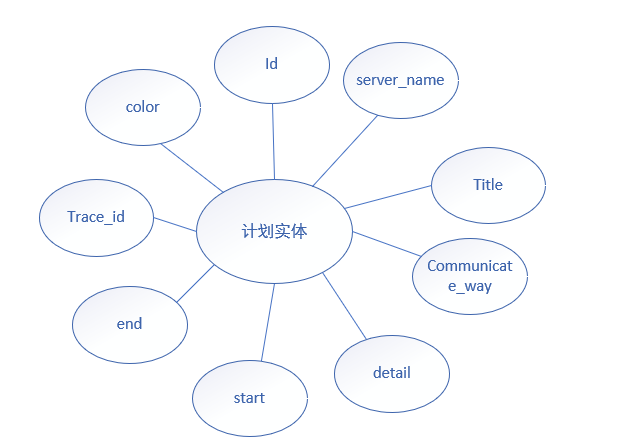 Id
server_name
color
Title
Trace_id
计划实体
Communicat
e_way
end
detail
start